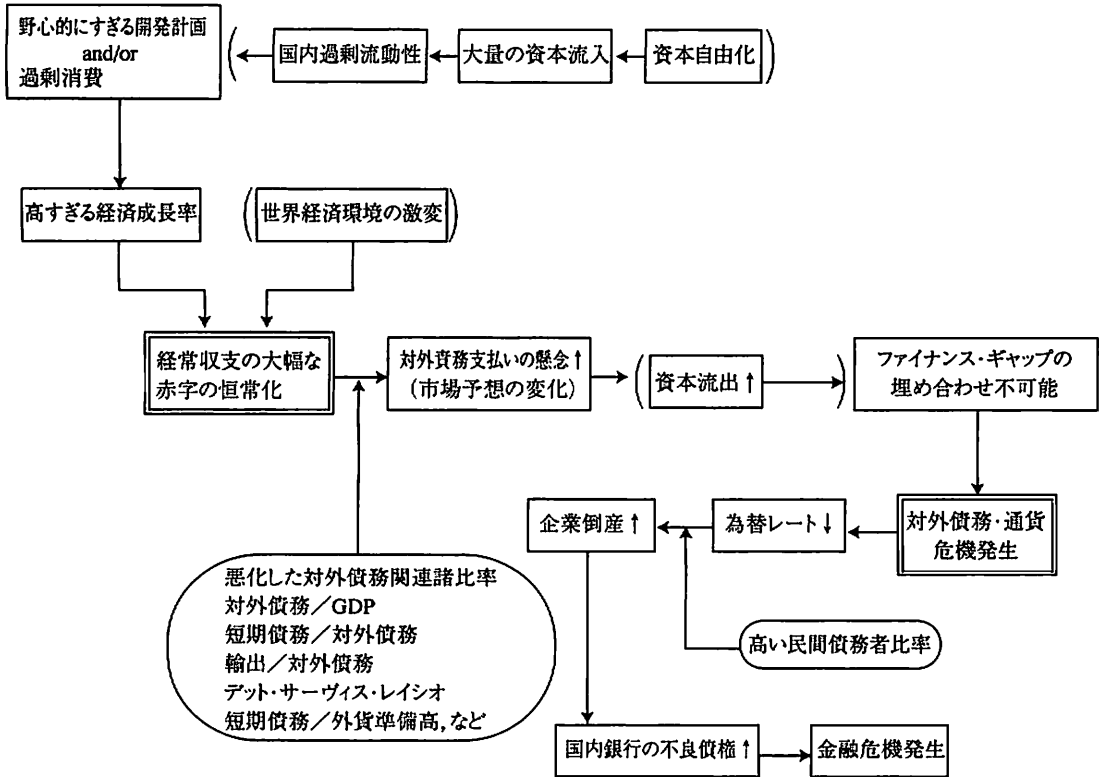 野心的にすぎる開発計画
and/or
過剰消費
(
国内過剰流動性
大量の資本流入
資本自由化
)
高すぎる経済成長率
(世界経済環境の激変)
経常収支の大幅な
赤字の恒常化
対外債務支払いの懸念↑
(市場予想の変化)
(資本流出↑)
ファイナンス・ギャップの
埋め合わせ不可能
対外債務・通貨
危機発生
為替レート↓
企業倒産↑
悪化した対外債務関連諸比率
対外債務/GDP
短期債務/対外債務
輸出/対外債務
デット・サーヴィス・レイシオ
短期債務/外貨準備高,など
高い民間債務者比率
国内銀行の不良債権↑
金融危機発生